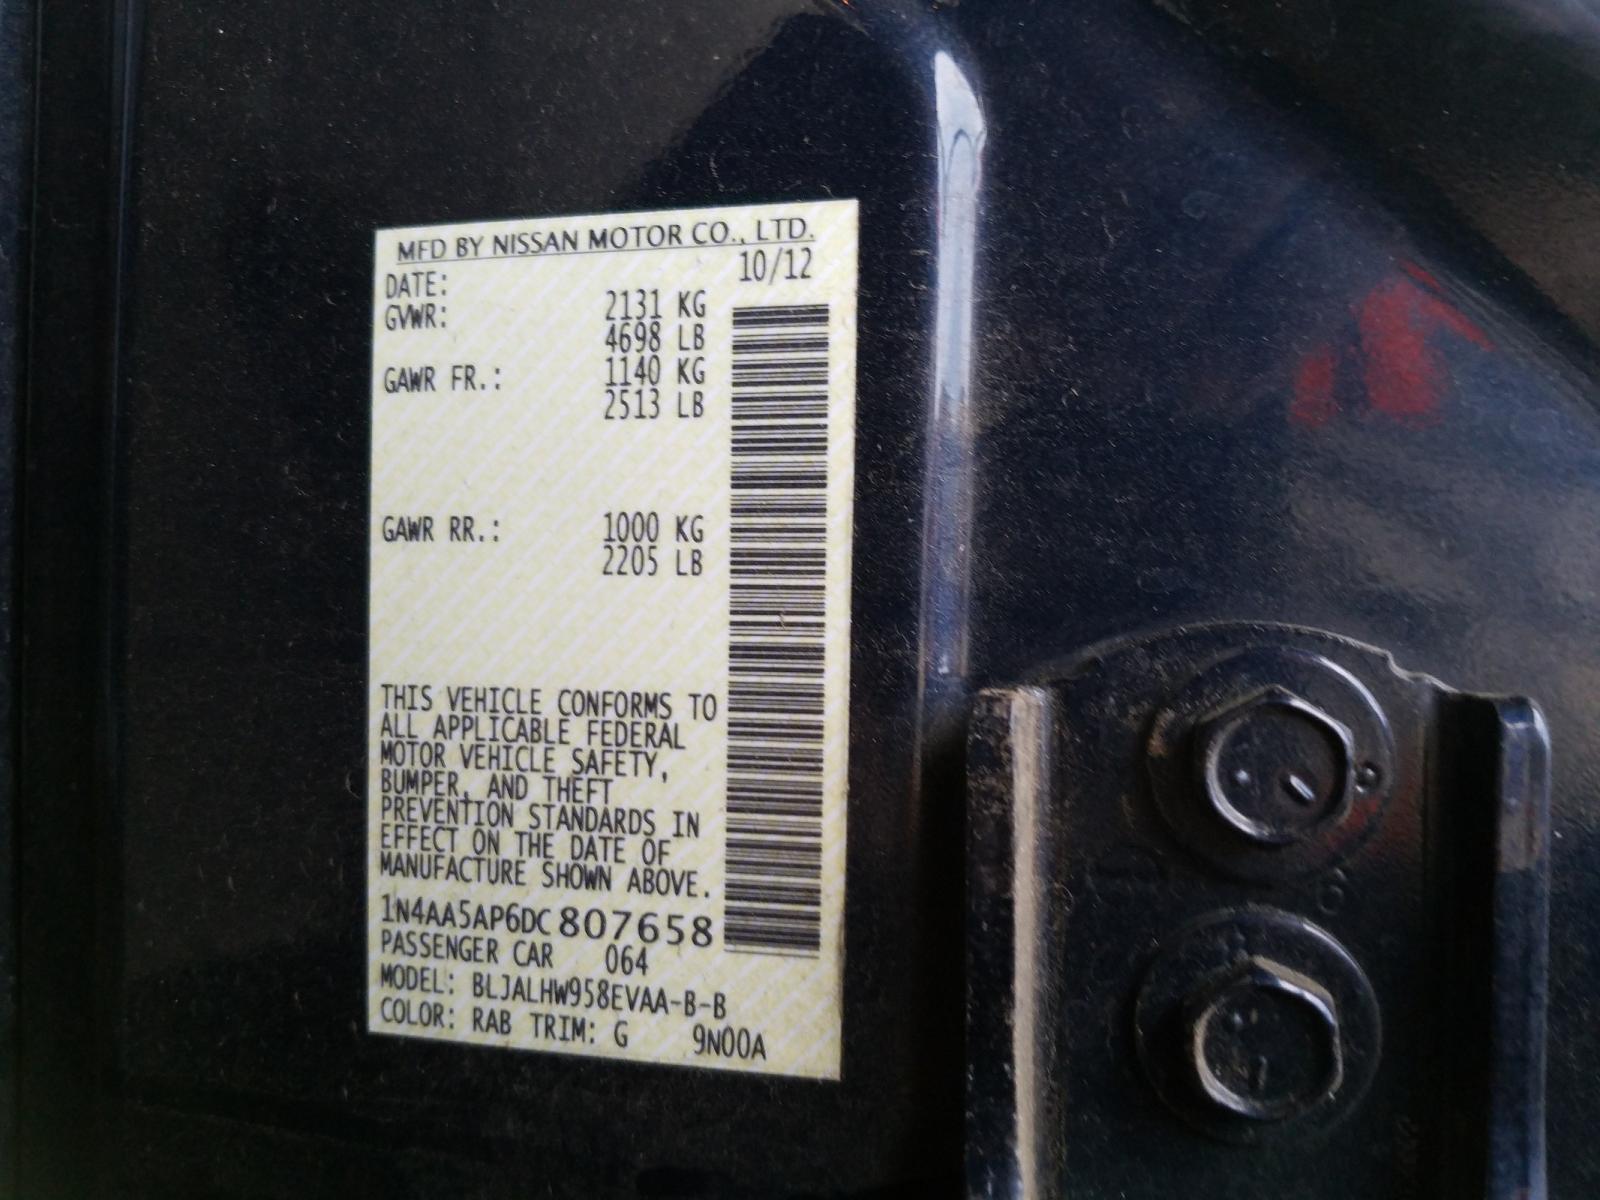 MFD BY NISSAN MOTOR CO., LTD.
DATE: 10/12
GVWR: 2131 KG
4698 LB
GAWR FR.: 1140 KG
2513 LB
GAWR RR.: 1000 KG
2205 LB
THIS VEHICLE CONFORMS TO
ALL APPLICABLE FEDERAL
MOTOR VEHICLE SAFETY,
BUMPER, AND THEFT
PREVENTION STANDARDS IN
EFFECT ON THE DATE OF
MANUFACTURE SHOWN ABOVE.
1N4AA5AP6DC807658
PASSENGER CAR 064
MODEL: BLJALHW958EVAA-B-B
COLOR: RAB TRIM: G 9N00A